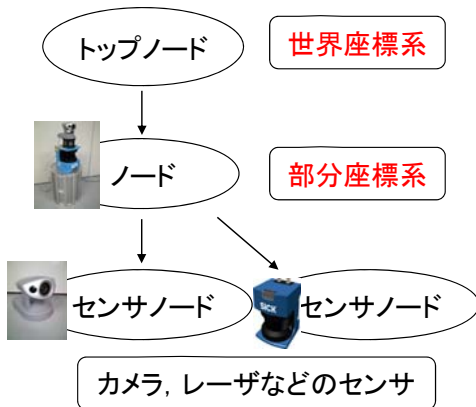 トップノード
世界座標系
ノード
部分座標系
センサノード
SICK
センサノード
カメラ, レーザなどのセンサ